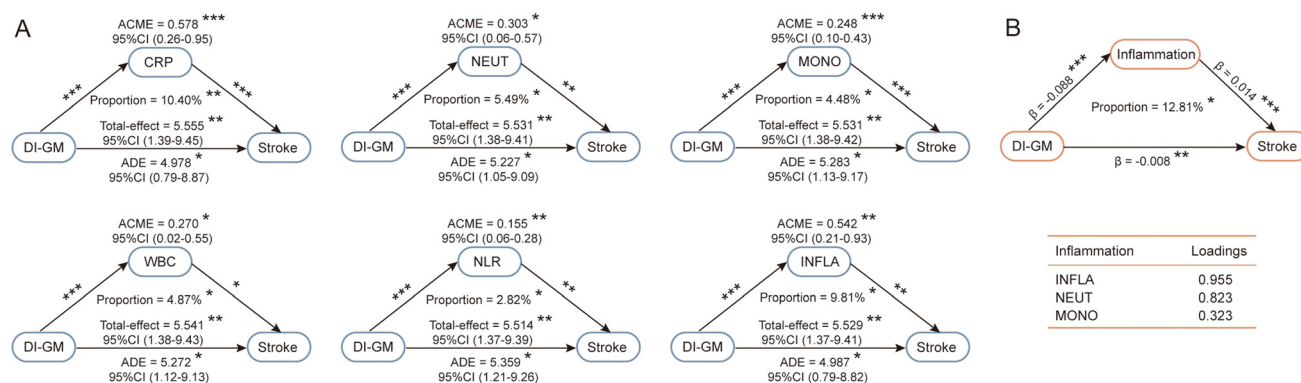 A
ACME = 0.578 ***
95%CI (0.26-0.95)
CRP
***
***
Proportion = 10.40% **
Total-effect = 5.555 **
95%CI (1.39-9.45)
DI-GM
Stroke
ADE = 4.978 *
95%CI (0.79-8.87)
ACME = 0.303 *
95%CI (0.06-0.57)
NEUT
***
**
Proportion = 5.49% *
Total-effect = 5.531 **
95%CI (1.38-9.41)
DI-GM
Stroke
ADE = 5.227 *
95%CI (1.05-9.09)
ACME = 0.248 ***
95%CI (0.10-0.43)
MONO
***
***
Proportion = 4.48% *
Total-effect = 5.531 **
95%CI (1.38-9.42)
DI-GM
Stroke
ADE = 5.283 *
95%CI (1.13-9.17)
ACME = 0.270 *
95%CI (0.02-0.55)
WBC
***
*
Proportion = 4.87% *
Total-effect = 5.541 **
95%CI (1.38-9.43)
DI-GM
Stroke
ADE = 5.272 *
95%CI (1.12-9.13)
ACME = 0.155 **
95%CI (0.06-0.28)
NLR
***
**
Proportion = 2.82% *
Total-effect = 5.514 **
95%CI (1.37-9.39)
DI-GM
Stroke
ADE = 5.359 *
95%CI (1.21-9.26)
ACME = 0.542 **
95%CI (0.21-0.93)
INFLA
***
**
Proportion = 9.81% *
Total-effect = 5.529 **
95%CI (1.37-9.41)
DI-GM
Stroke
ADE = 4.987 *
95%CI (0.79-8.82)
B
Inflammation
β = -0.088 ***
β = 0.014 ***
Proportion = 12.81% *
DI-GM
Stroke
β = -0.008 **
Inflammation Loadings
INFLA 0.955
NEUT 0.823
MONO 0.323